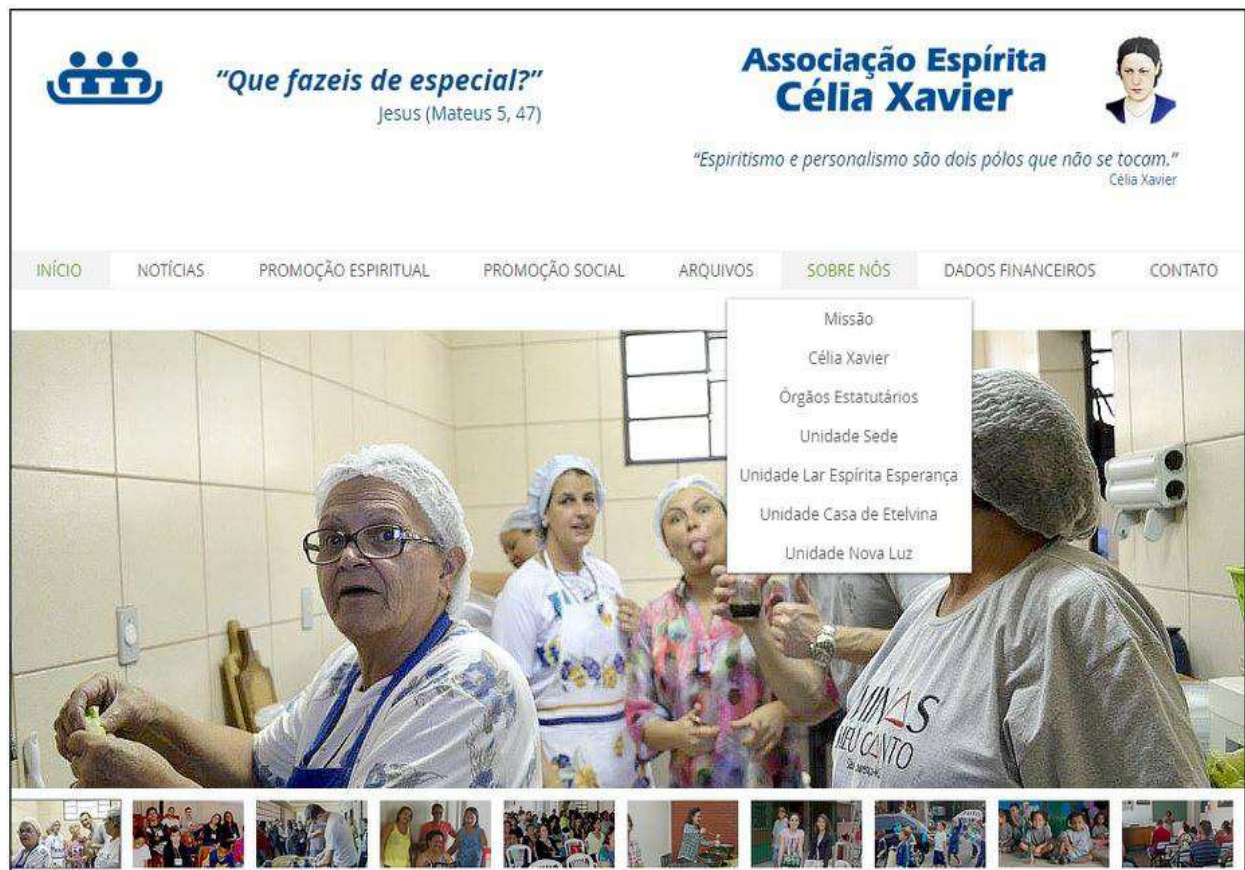 “Que fazeis de especial?”
Jesus (Mateus 5, 47)
Associação Espírita
Célia Xavier
“Espiritismo e personalismo são dois pólos que não se tocam.”
Célia Xavier
INÍCIO NOTÍCIAS PROMOÇÃO ESPIRITUAL PROMOÇÃO SOCIAL ARQUIVOS SOBRE NÓS DADOS FINANCEIROS CONTATO
Missão
Célia Xavier
Órgãos Estatutários
Unidade Sede
Unidade Lar Espírita Esperança
Unidade Casa de Etelvina
Unidade Nova Luz
MINAS
MEU CANTO